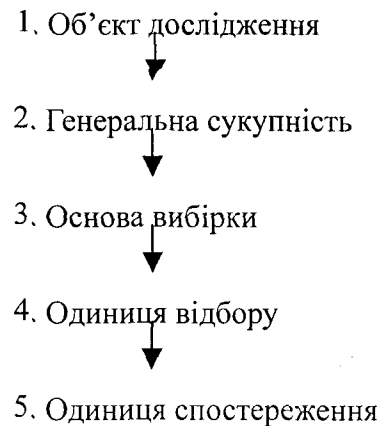 1. Об’єкт дослідження
2. Генеральна сукупність
3. Основа вибірки
4. Одиниця відбору
5. Одиниця спостереження